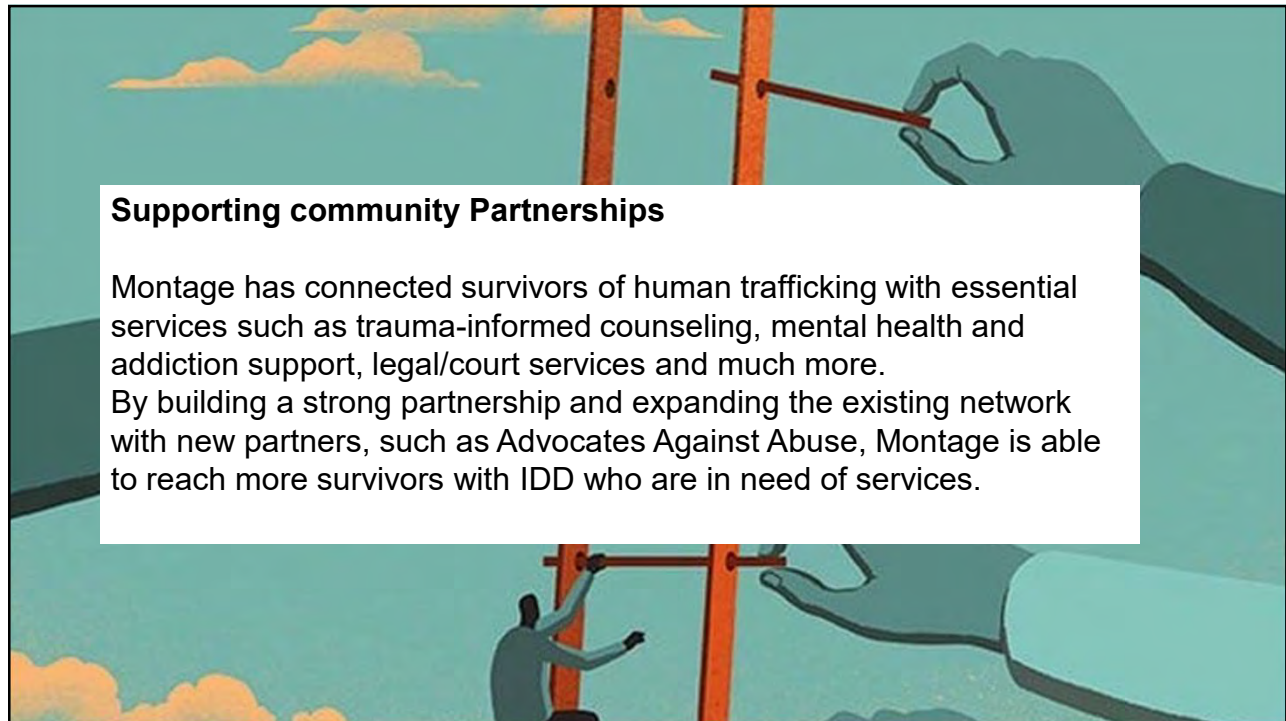 Supporting community Partnerships
Montage has connected survivors of human trafficking with essential
services such as trauma-informed counseling, mental health and
addiction support, legal/court services and much more.
By building a strong partnership and expanding the existing network
with new partners, such as Advocates Against Abuse, Montage is able
to reach more survivors with IDD who are in need of services.